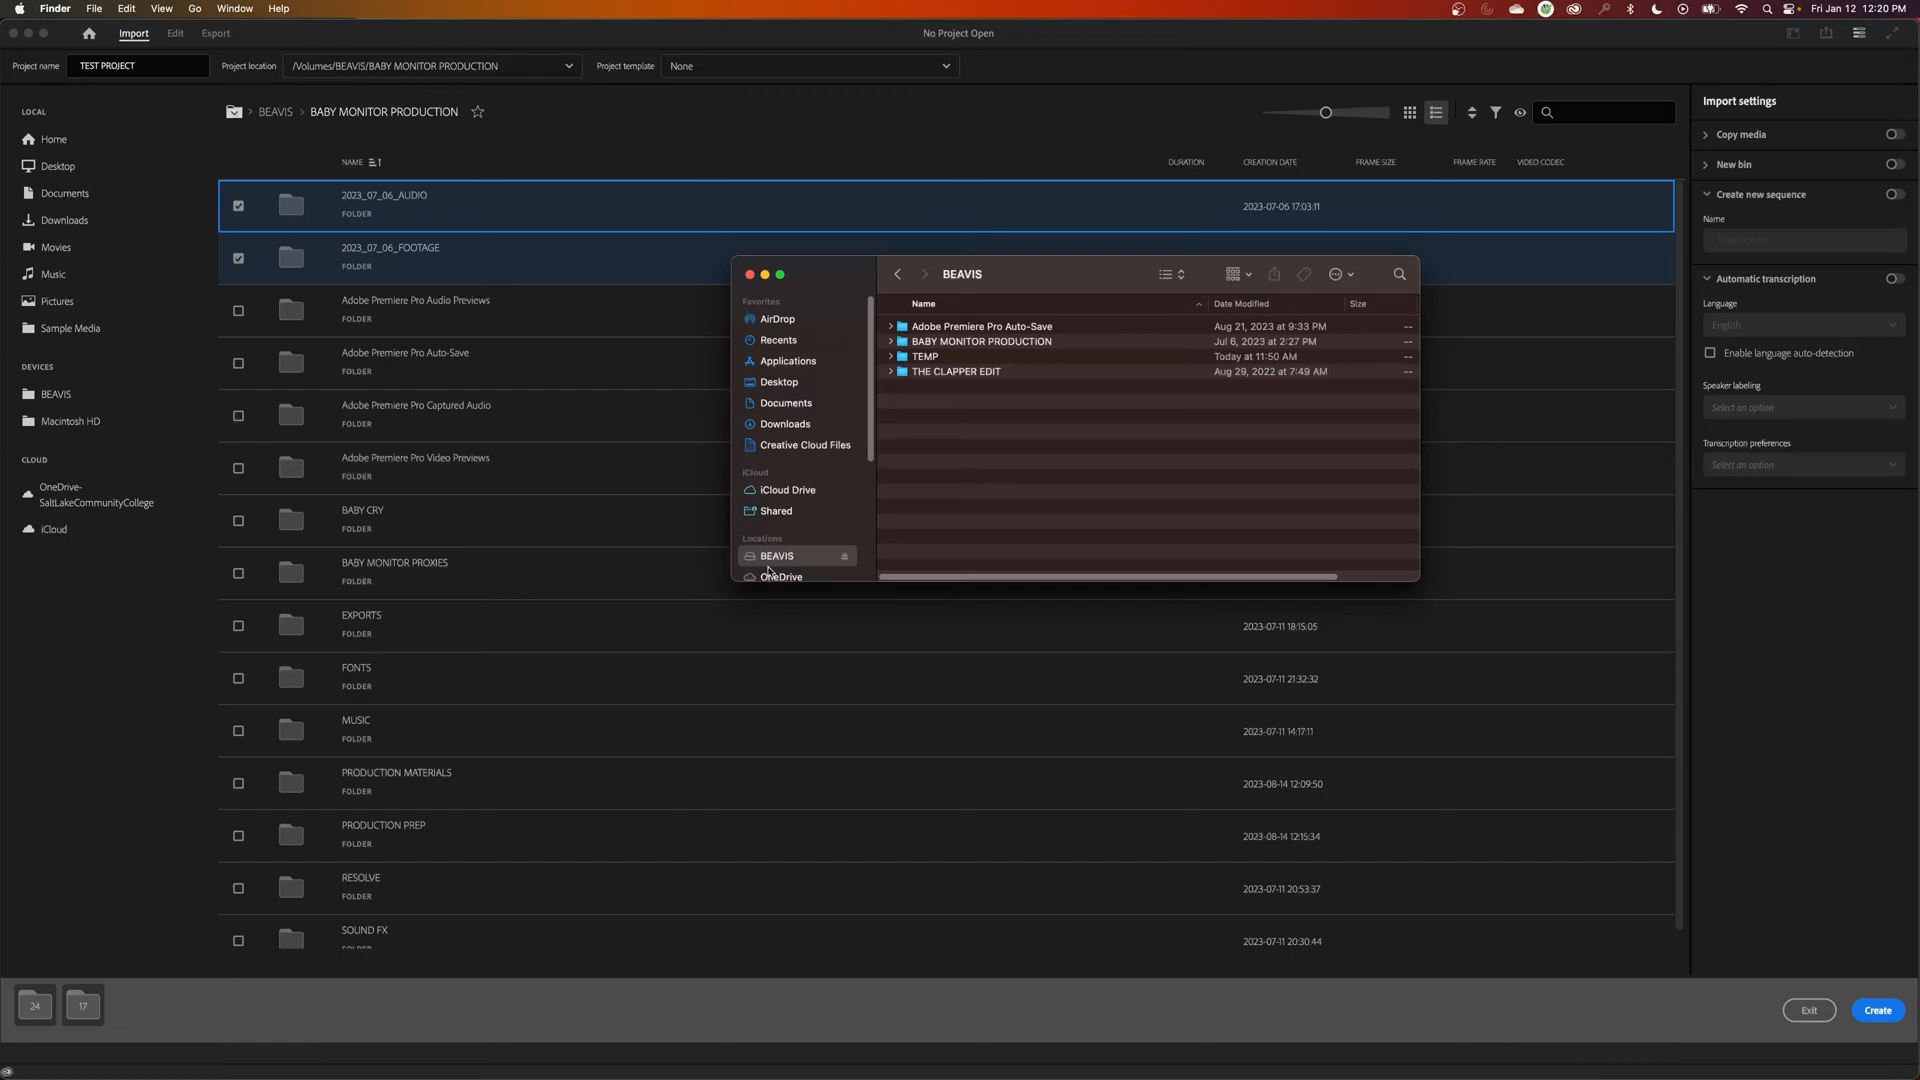 Finder File Edit View Go Window Help
Fri Jan 12 12:20 PM
Import Edit Export
No Project Open
Project name TEST PROJECT Project location /Volumes/BEAVIS/BABY MONITOR PRODUCTION Project template None
LOCAL
Home
Desktop
Documents
Downloads
Movies
Music
Pictures
Sample Media
DEVICES
BEAVIS
Macintosh HD
CLOUD
OneDrive-
SaltLakeCommunityCollege
iCloud
BEAVIS › BABY MONITOR PRODUCTION
NAME DURATION CREATION DATE FRAME SIZE FRAME RATE VIDEO CODEC
2023_07_06_AUDIO
FOLDER
2023-07-06 17:03:11
2023_07_06_FOOTAGE
FOLDER
Adobe Premiere Pro Audio Previews
FOLDER
Adobe Premiere Pro Auto-Save
FOLDER
Adobe Premiere Pro Captured Audio
FOLDER
Adobe Premiere Pro Video Previews
FOLDER
BABY CRY
FOLDER
BABY MONITOR PROXIES
FOLDER
EXPORTS
FOLDER
2023-07-11 18:15:05
FONTS
FOLDER
2023-07-11 21:32:32
MUSIC
FOLDER
2023-07-11 14:17:11
PRODUCTION MATERIALS
FOLDER
2023-08-14 12:09:50
PRODUCTION PREP
FOLDER
2023-08-14 12:15:34
RESOLVE
FOLDER
2023-07-11 20:53:37
SOUND FX
FOLDER
2023-07-11 20:30:44
Favorites
AirDrop
Recents
Applications
Desktop
Documents
Downloads
Creative Cloud Files
iCloud
iCloud Drive
Shared
Locations
BEAVIS
OneDrive
BEAVIS
Name Date Modified Size
Adobe Premiere Pro Auto-Save Aug 21, 2023 at 9:33 PM --
BABY MONITOR PRODUCTION Jul 6, 2023 at 2:27 PM --
TEMP Today at 11:50 AM --
THE CLAPPER EDIT Aug 29, 2022 at 7:49 AM --
Import settings
Copy media
New bin
Create new sequence
Name
Automatic transcription
Language
English
Enable language auto-detection
Speaker labeling
Select an option
Transcription preferences
Select an option
24 17
Exit Create